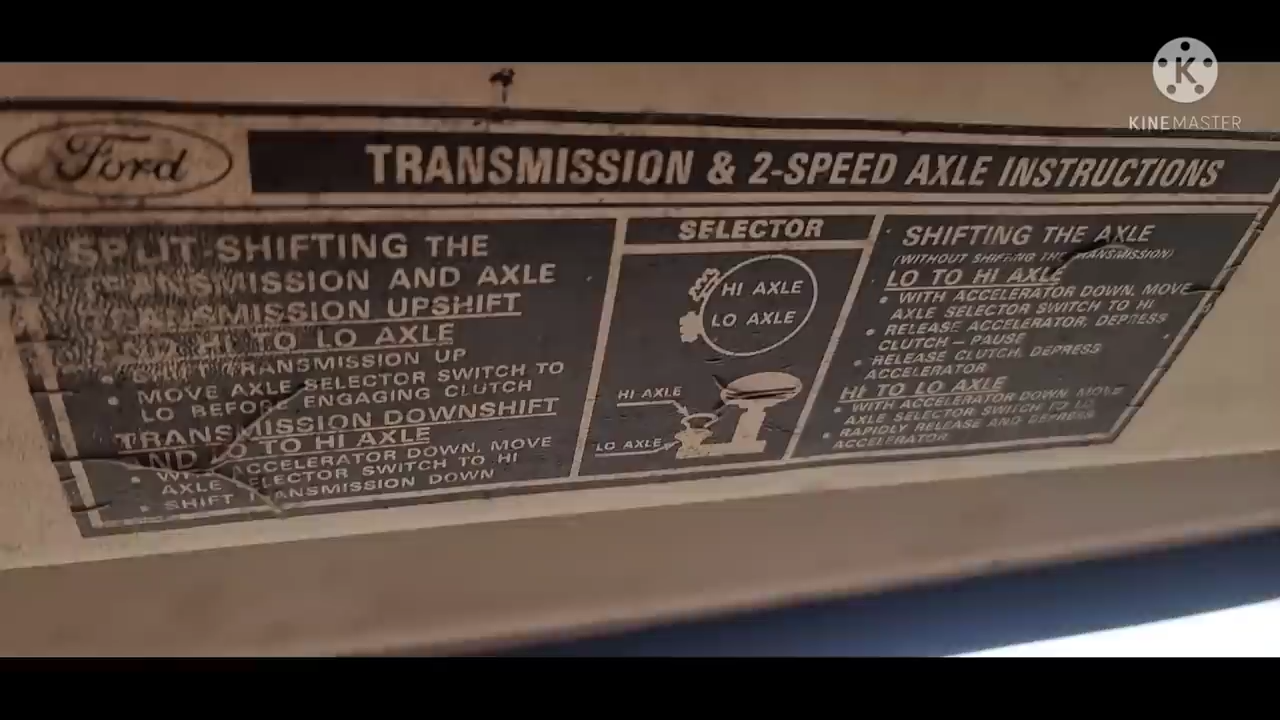 KINEMASTER
Ford
TRANSMISSION & 2-SPEED AXLE INSTRUCTIONS
SPLIT SHIFTING THE
TRANSMISSION AND AXLE
TRANSMISSION UPSHIFT
AND HI TO LO AXLE
• SHIFT TRANSMISSION UP
• MOVE AXLE SELECTOR SWITCH TO
LO BEFORE ENGAGING CLUTCH
TRANSMISSION DOWNSHIFT
AND LO TO HI AXLE
• WITH ACCELERATOR DOWN, MOVE
AXLE SELECTOR SWITCH TO HI
• SHIFT TRANSMISSION DOWN
SELECTOR
HI AXLE
LO AXLE
HI AXLE
LO AXLE
SHIFTING THE AXLE
(WITHOUT SHIFTING THE TRANSMISSION)
LO TO HI AXLE
• WITH ACCELERATOR DOWN, MOVE
AXLE SELECTOR SWITCH TO HI
• RELEASE ACCELERATOR, DEPRESS
CLUTCH – PAUSE
• RELEASE CLUTCH, DEPRESS
ACCELERATOR
HI TO LO AXLE
• WITH ACCELERATOR DOWN MOVE
AXLE SELECTOR SWITCH TO LO
• RAPIDLY RELEASE AND DEPRESS
ACCELERATOR